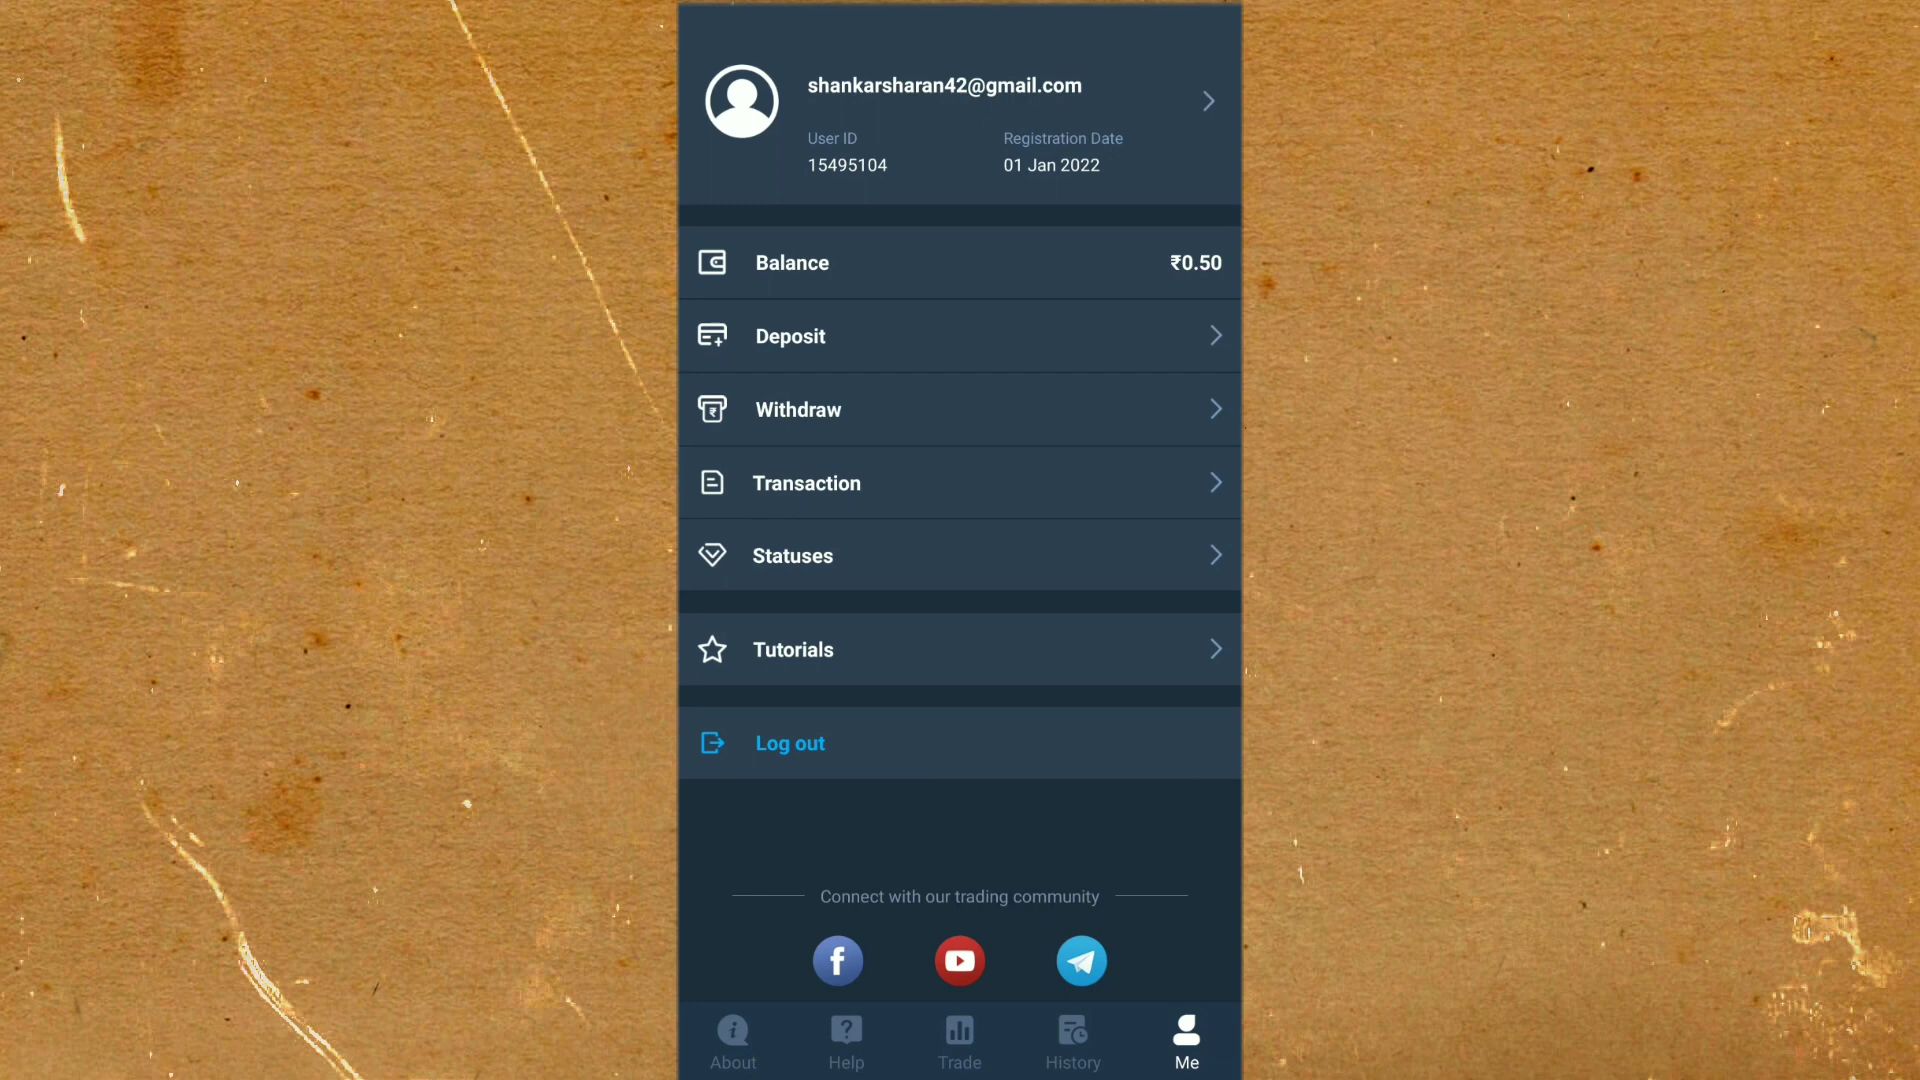 shankarsharan42@gmail.com
User ID
Registration Date
15495104
01 Jan 2022
Balance
₹0.50
Deposit
Withdraw
Transaction
Statuses
Tutorials
Log out
Connect with our trading community
About
Help
Trade
History
Me